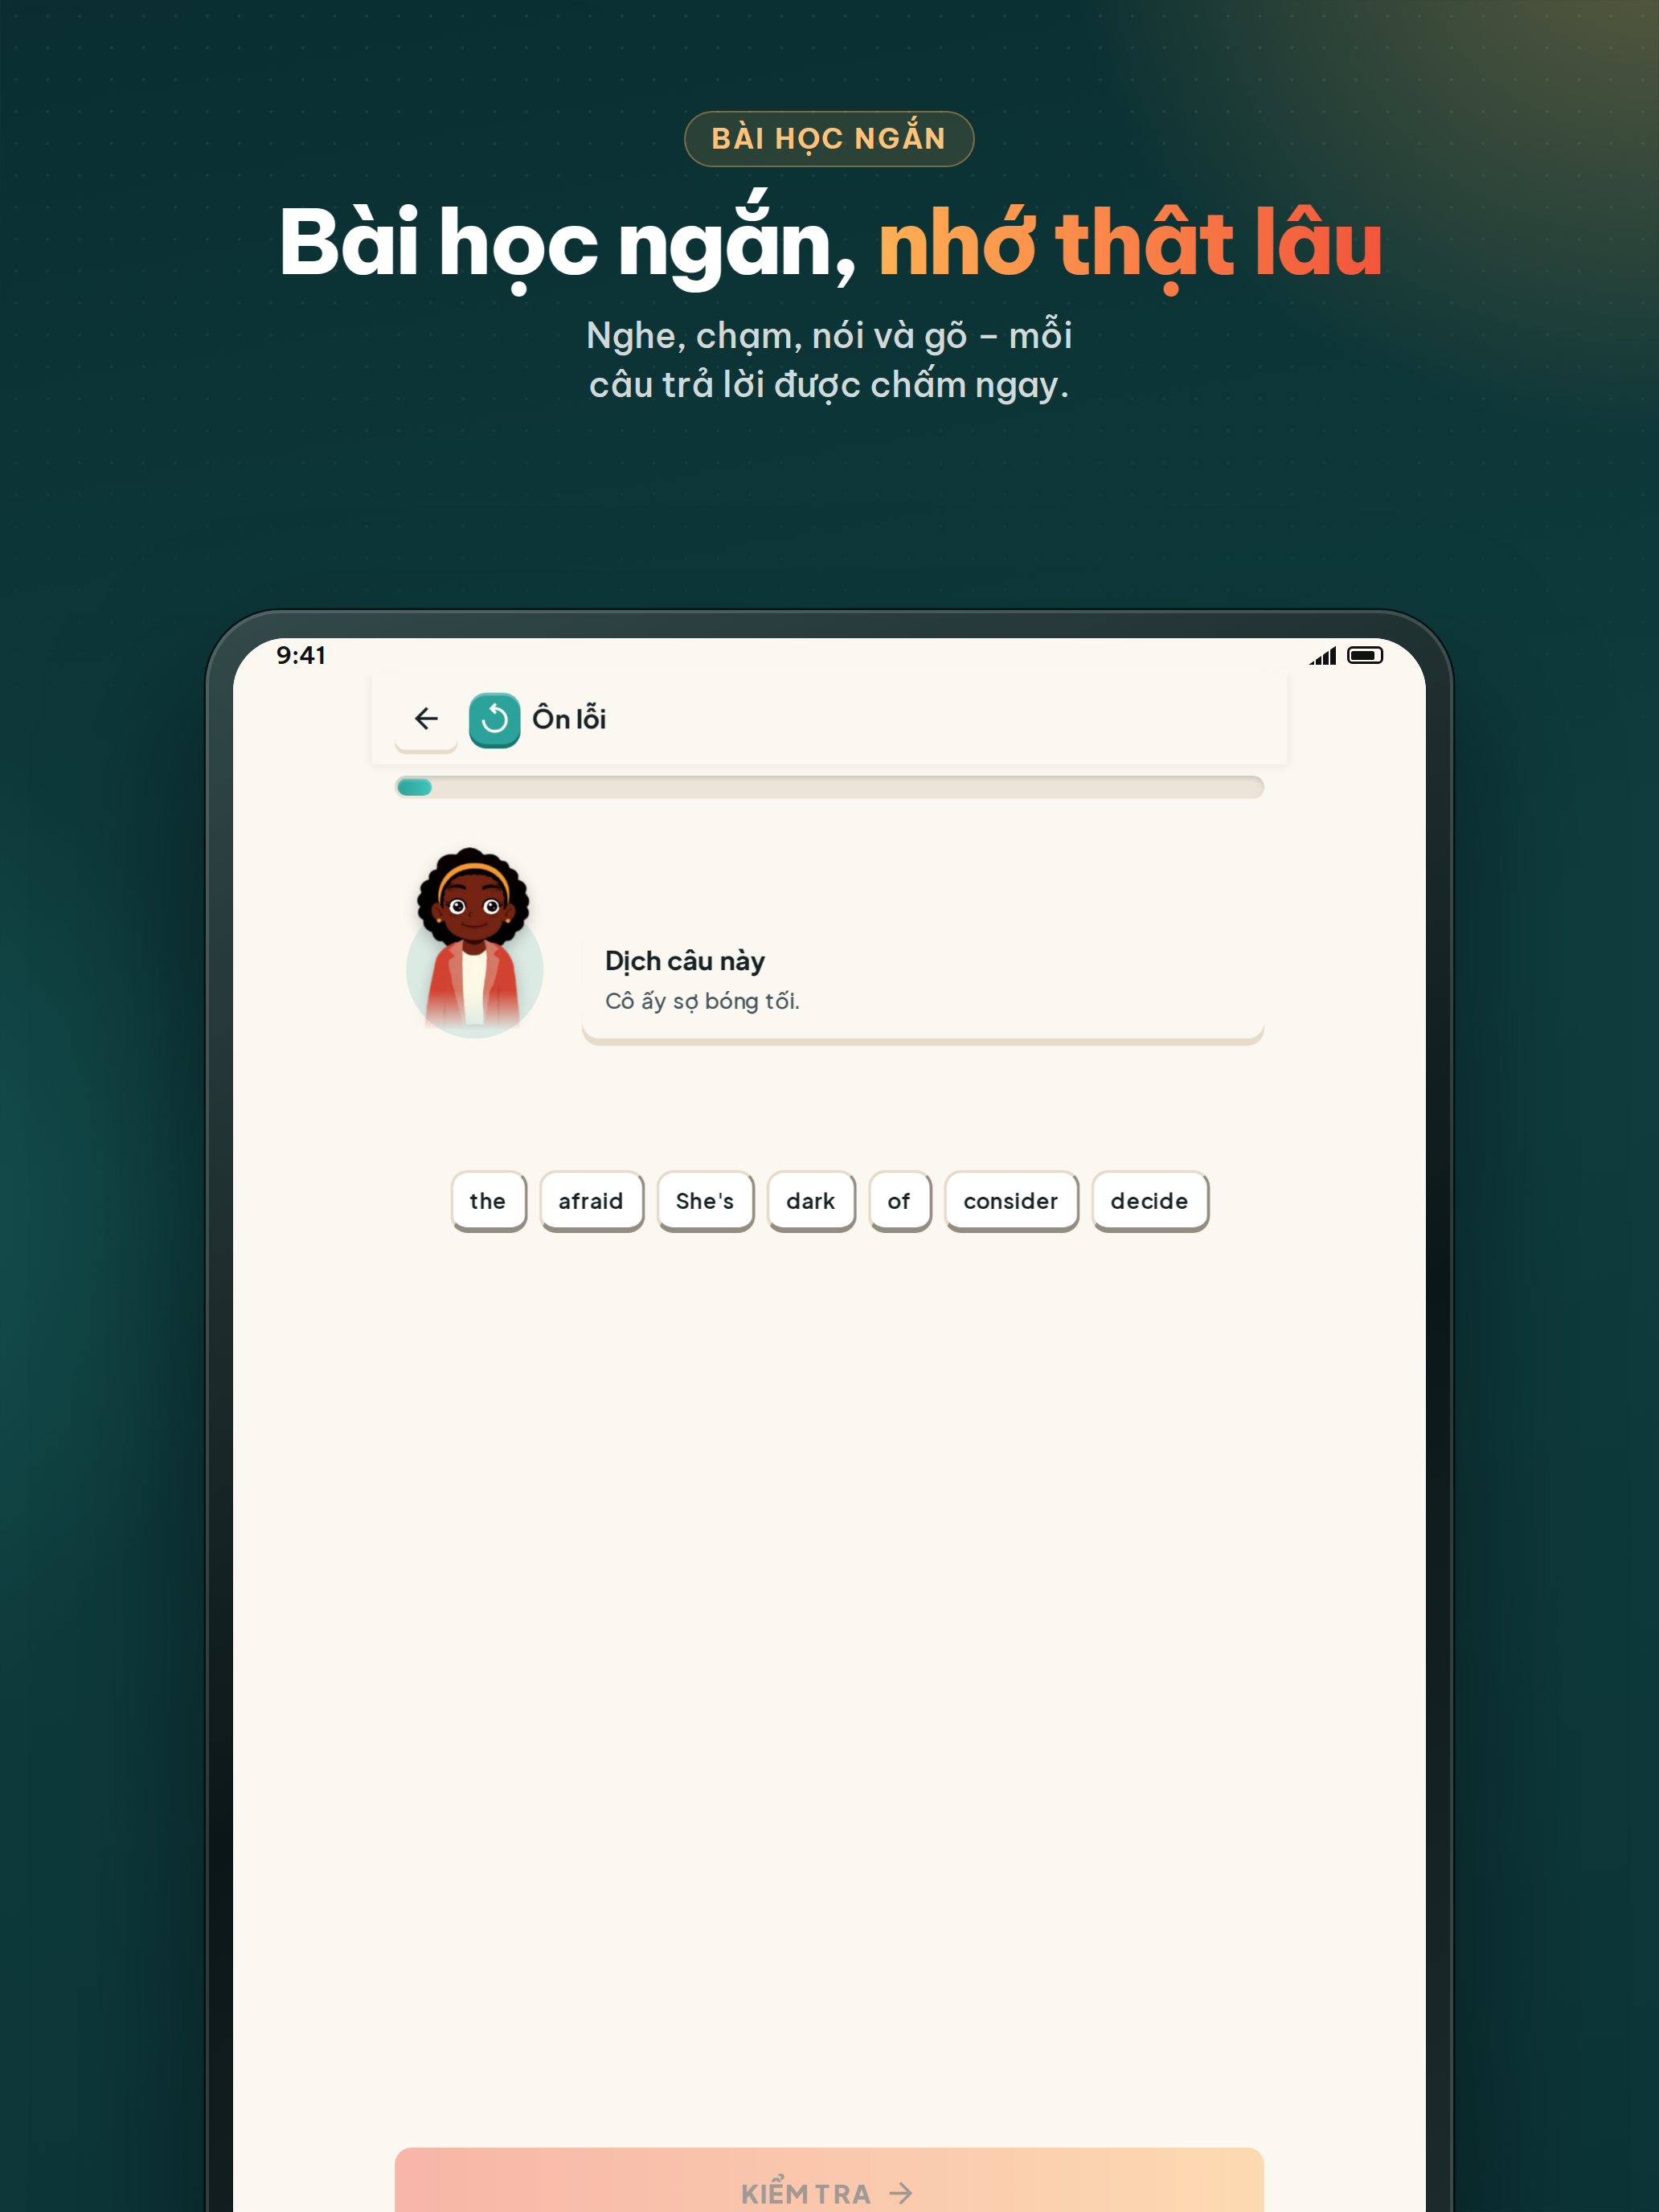 BÀI HỌC NGẮN
Bài học ngắn, nhớ thật lâu
Nghe, chạm, nói và gõ – mỗi
câu trả lời được chấm ngay.
9:41
Ôn lỗi
Dịch câu này
Cô ấy sợ bóng tối.
the afraid She's dark of consider decide
KIỂM TRA →